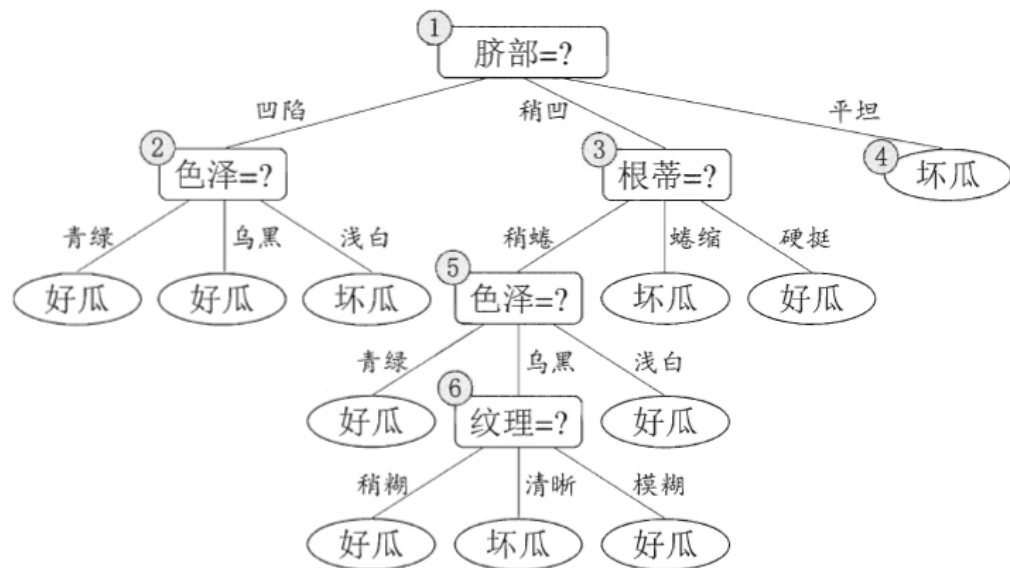 ①
脐部=?
凹陷 稍凹 平坦
② ③ ④
色泽=? 根蒂=? 坏瓜
青绿 乌黑 浅白 稍蜷 蜷缩 硬挺
⑤
好瓜 好瓜 坏瓜 色泽=? 坏瓜 好瓜
青绿 乌黑 浅白
⑥
好瓜 纹理=? 好瓜
稍糊 清晰 模糊
好瓜 坏瓜 好瓜